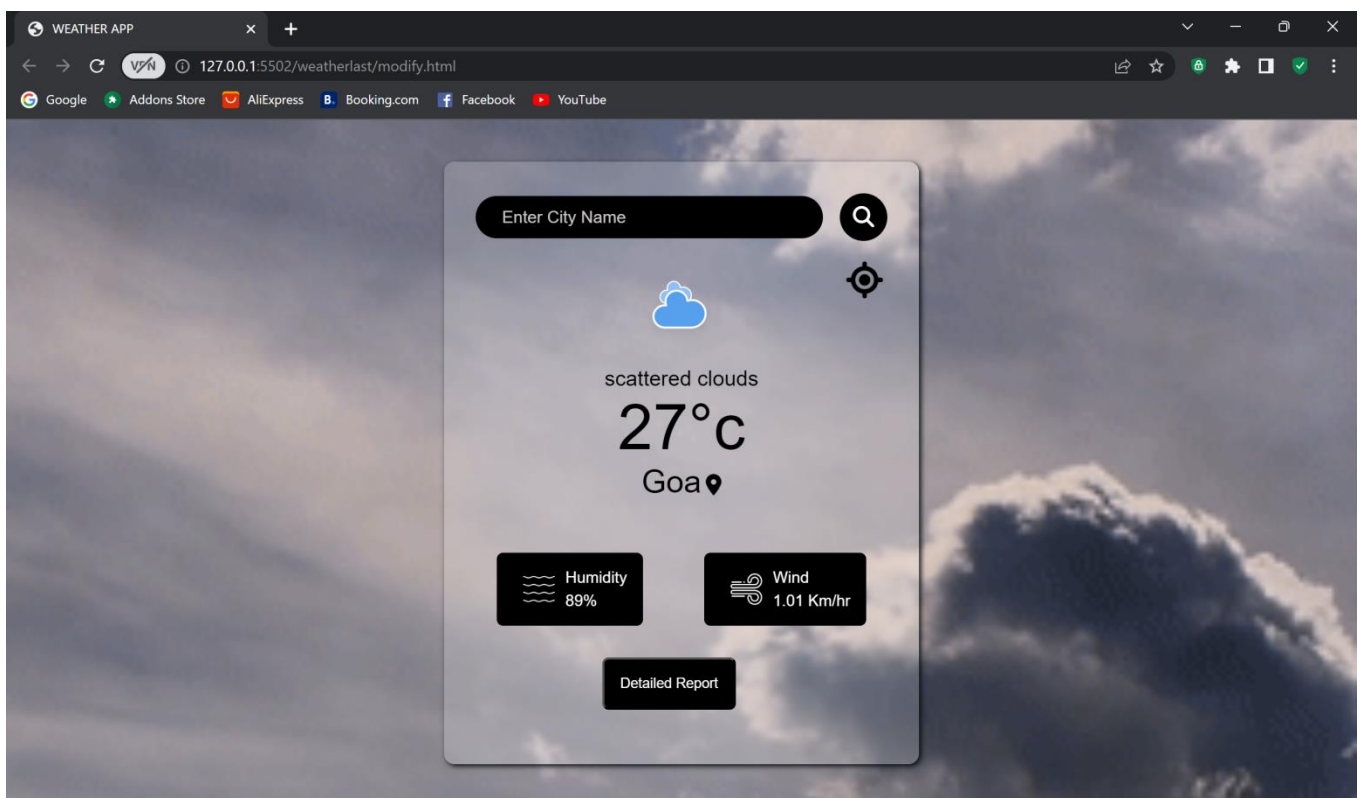 WEATHER APP
VPN 127.0.0.1:5502/weatherlast/modify.html
Google Addons Store AliExpress B. Booking.com Facebook YouTube
Enter City Name
scattered clouds
27°c
Goa
Humidity
89%
Wind
1.01 Km/hr
Detailed Report